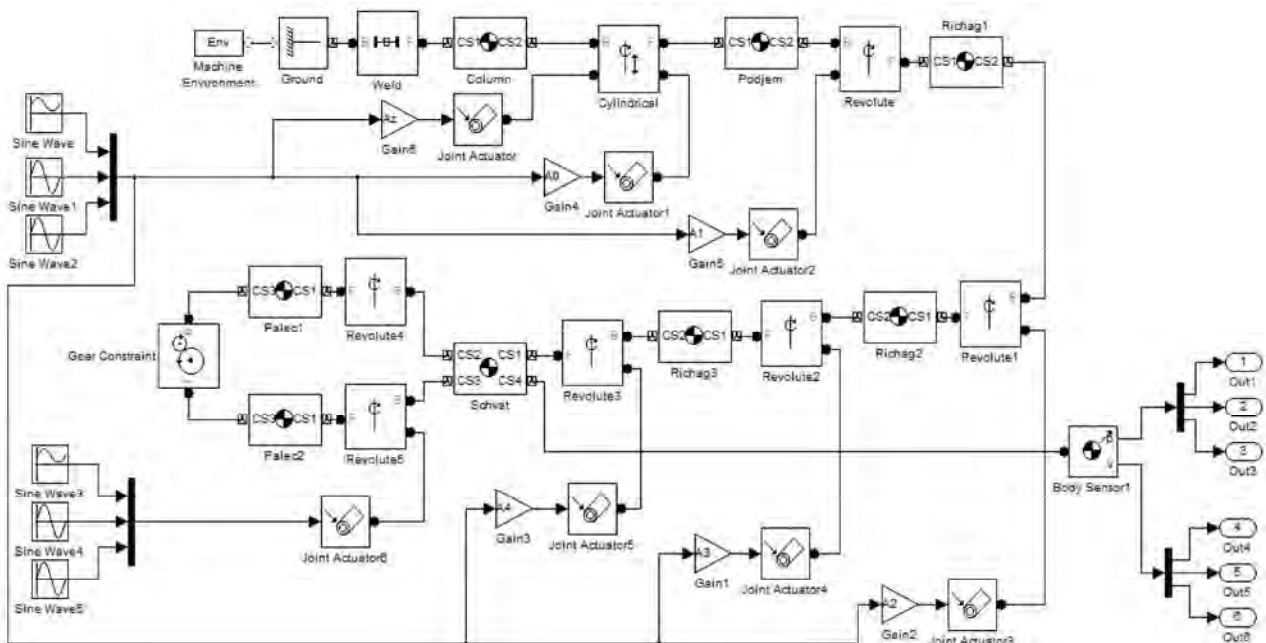 Env
Machine
Environment
Ground
B
F
Weld
CS1 CS2
Column
B
F
Cylindrical
CS1 CS2
Podjem
B
F
Revolute
Richag1
CS1 CS2
Sine Wave
Sine Wave1
Sine Wave2
Az
Gain6
Joint Actuator
A0
Gain4
Joint Actuator1
A1
Gain5
Joint Actuator2
Gear Constraint
CS3 CS1
Palec1
F
B
Revolute4
CS3 CS1
Palec2
F
B
Revolute5
CS2 CS1
CS3 CS4
Schvat
F
B
Revolute3
CS2 CS1
Richag3
F
B
Revolute2
CS2 CS1
Richag2
F
B
Revolute1
Sine Wave3
Sine Wave4
Sine Wave5
Joint Actuator6
A4
Gain3
Joint Actuator5
A3
Gain1
Joint Actuator4
A2
Gain2
Joint Actuator3
Body Sensor1
1
Out1
2
Out2
3
Out3
4
Out4
5
Out5
6
Out6